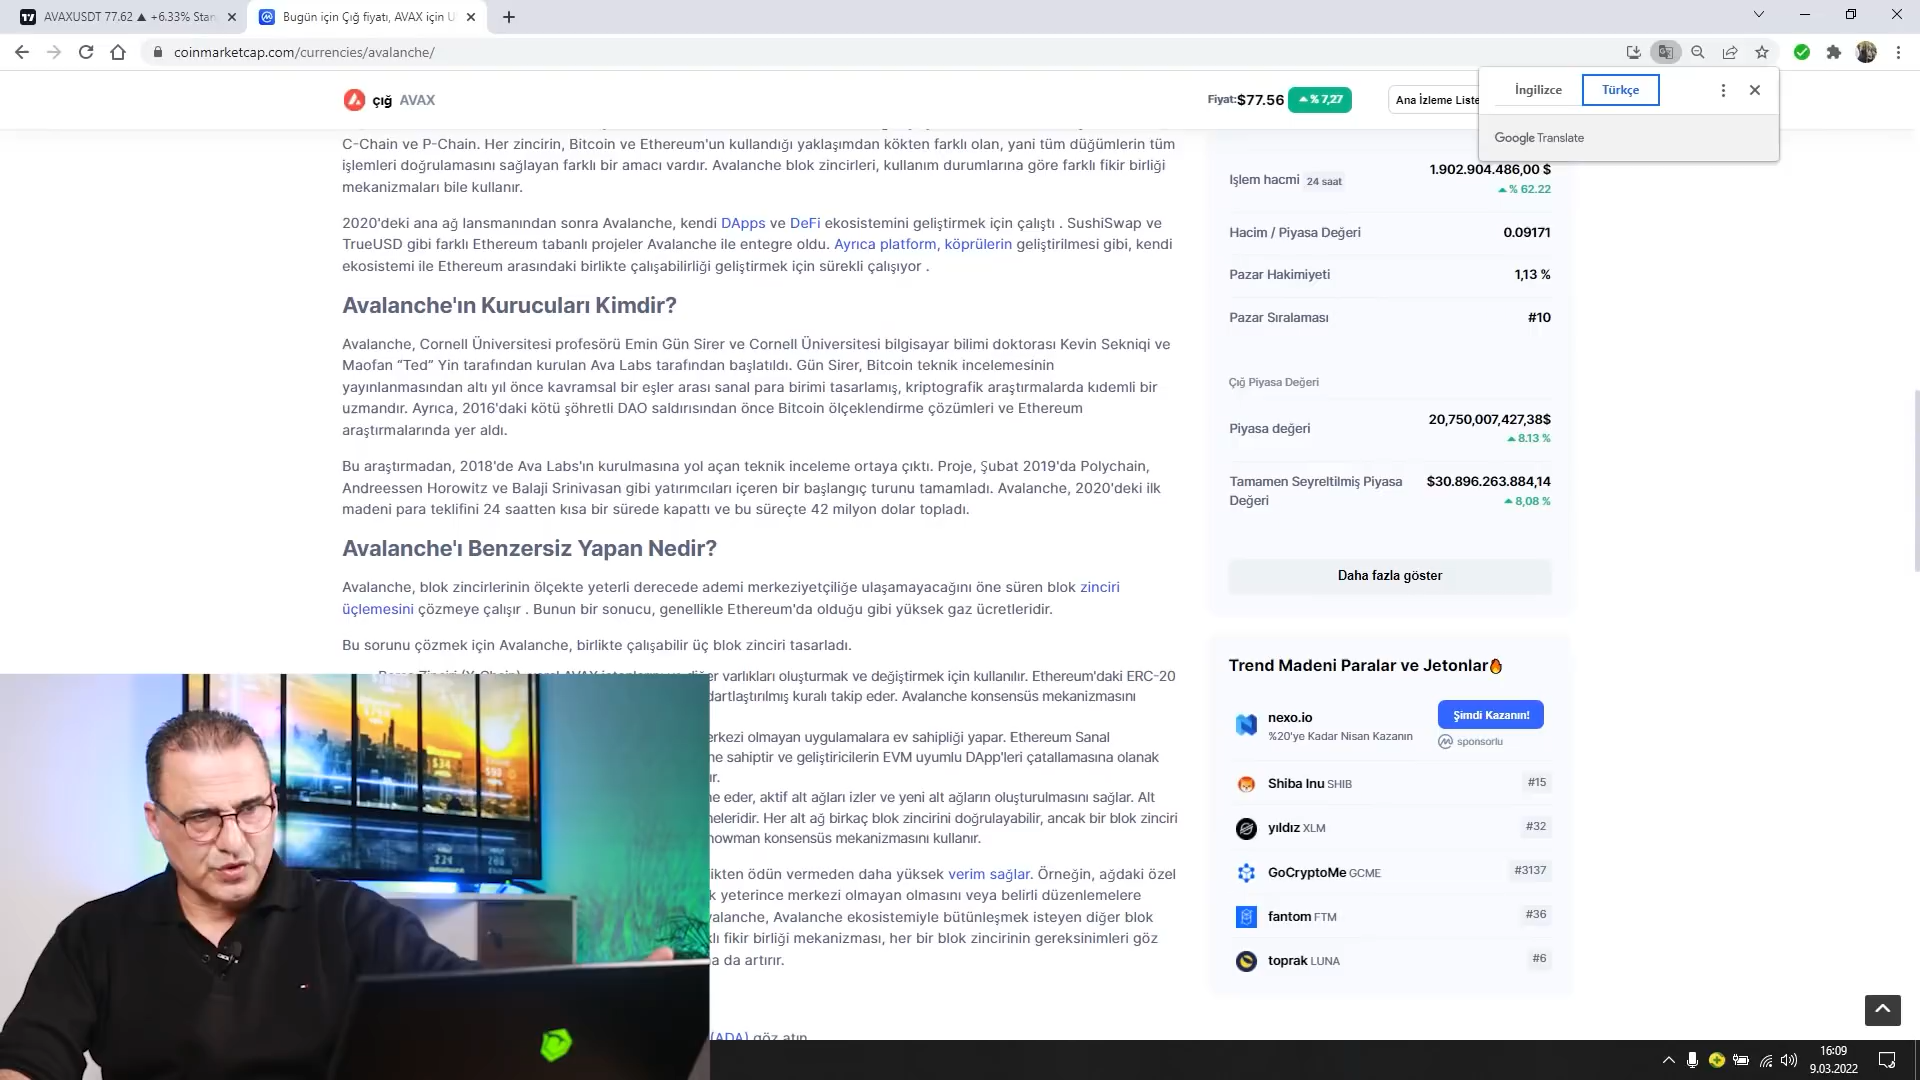 AVAXUSDT 77.62 ▲ +6.33%
Bugün için Çığ fiyatı, AVAX için
coinmarketcap.com/currencies/avalanche/
çığ AVAX
Fiyat:$77.56
% 7,27
Ana İzleme Liste
İngilizce
Türkçe
Google Translate
C-Chain ve P-Chain. Her zincirin, Bitcoin ve Ethereum'un kullandığı yaklaşımdan kökten farklı olan, yani tüm düğümlerin tüm
işlemleri doğrulamasını sağlayan farklı bir amacı vardır. Avalanche blok zincirleri, kullanım durumlarına göre farklı fikir birliği
mekanizmaları bile kullanır.
2020'deki ana ağ lansmanından sonra Avalanche, kendi DApps ve DeFi ekosistemini geliştirmek için çalıştı . SushiSwap ve
TrueUSD gibi farklı Ethereum tabanlı projeler Avalanche ile entegre oldu. Ayrıca platform, köprülerin geliştirilmesi gibi, kendi
ekosistemi ile Ethereum arasındaki birlikte çalışabilirliği geliştirmek için sürekli çalışıyor .
Avalanche'ın Kurucuları Kimdir?
Avalanche, Cornell Üniversitesi profesörü Emin Gün Sirer ve Cornell Üniversitesi bilgisayar bilimi doktorası Kevin Sekniqi ve
Maofan “Ted” Yin tarafından kurulan Ava Labs tarafından başlatıldı. Gün Sirer, Bitcoin teknik incelemesinin
yayınlanmasından altı yıl önce kavramsal bir eşler arası sanal para birimi tasarlamış, kriptografik araştırmalarda kıdemli bir
uzmandır. Ayrıca, 2016'daki kötü şöhretli DAO saldırısından önce Bitcoin ölçeklendirme çözümleri ve Ethereum
araştırmalarında yer aldı.
Bu araştırmadan, 2018'de Ava Labs'ın kurulmasına yol açan teknik inceleme ortaya çıktı. Proje, Şubat 2019'da Polychain,
Andreessen Horowitz ve Balaji Srinivasan gibi yatırımcıları içeren bir başlangıç turunu tamamladı. Avalanche, 2020'deki ilk
madeni para teklifini 24 saatten kısa bir sürede kapattı ve bu süreçte 42 milyon dolar topladı.
Avalanche'ı Benzersiz Yapan Nedir?
Avalanche, blok zincirlerinin ölçekte yeterli derecede ademi merkeziyetçiliğe ulaşamayacağını öne süren blok zinciri
üçlemesini çözmeye çalışır . Bunun bir sonucu, genellikle Ethereum'da olduğu gibi yüksek gaz ücretleridir.
Bu sorunu çözmek için Avalanche, birlikte çalışabilir üç blok zinciri tasarladı.
varlıkları oluşturmak ve değiştirmek için kullanılır. Ethereum'daki ERC-20
dartlaştırılmış kuralı takip eder. Avalanche konsensüs mekanizmasını
erkezi olmayan uygulamalara ev sahipliği yapar. Ethereum Sanal
ne sahiptir ve geliştiricilerin EVM uyumlu DApp'leri çatallamasına olanak
ır.
ne eder, aktif alt ağları izler ve yeni alt ağların oluşturulmasını sağlar. Alt
neleridir. Her alt ağ birkaç blok zincirini doğrulayabilir, ancak bir blok zinciri
nowman konsensüs mekanizmasını kullanır.
ikten ödün vermeden daha yüksek verim sağlar. Örneğin, ağdaki özel
k yeterince merkezi olmayan olmasını veya belirli düzenlemelere
valanche, Avalanche ekosistemiyle bütünleşmek isteyen diğer blok
klı fikir birliği mekanizması, her bir blok zincirinin gereksinimleri göz
a da artırır.
(ADA) göz atın
İşlem hacmi 24 saat
1.902.904.486,00 $
% 62.22
Hacim / Piyasa Değeri
0.09171
Pazar Hakimiyeti
1,13 %
Pazar Sıralaması
#10
Çığ Piyasa Değeri
Piyasa değeri
20,750,007,427,38$
8.13 %
Tamamen Seyreltilmiş Piyasa
Değeri
$30.896.263.884,14
8,08 %
Daha fazla göster
Trend Madeni Paralar ve Jetonlar
nexo.io
%20'ye Kadar Nisan Kazanın
Şimdi Kazanın!
sponsorlu
Shiba Inu SHIB
#15
yıldız XLM
#32
GoCryptoMe GCME
#3137
fantom FTM
#36
toprak LUNA
#6
16:09
9.03.2022